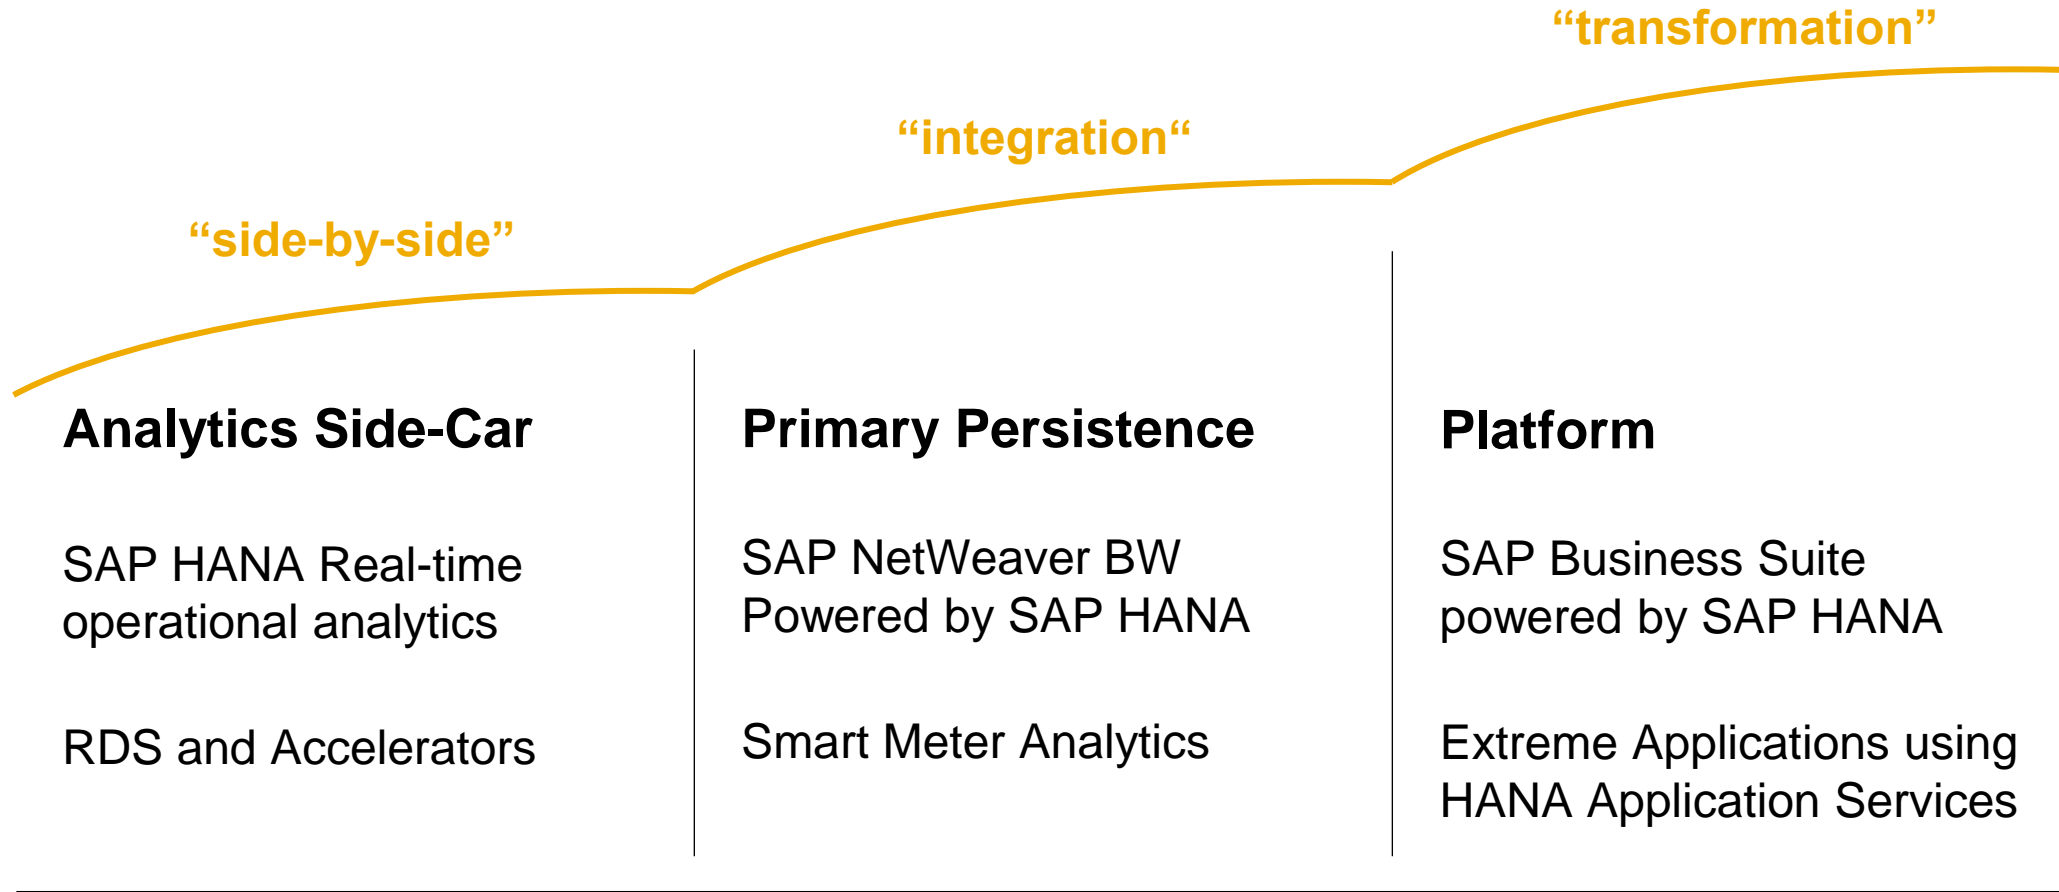 “transformation”
“integration“
“side-by-side”
Analytics Side-Car
SAP HANA Real-time
operational analytics
RDS and Accelerators
Primary Persistence
SAP NetWeaver BW
Powered by SAP HANA
Smart Meter Analytics
Platform
SAP Business Suite
powered by SAP HANA
Extreme Applications using
HANA Application Services